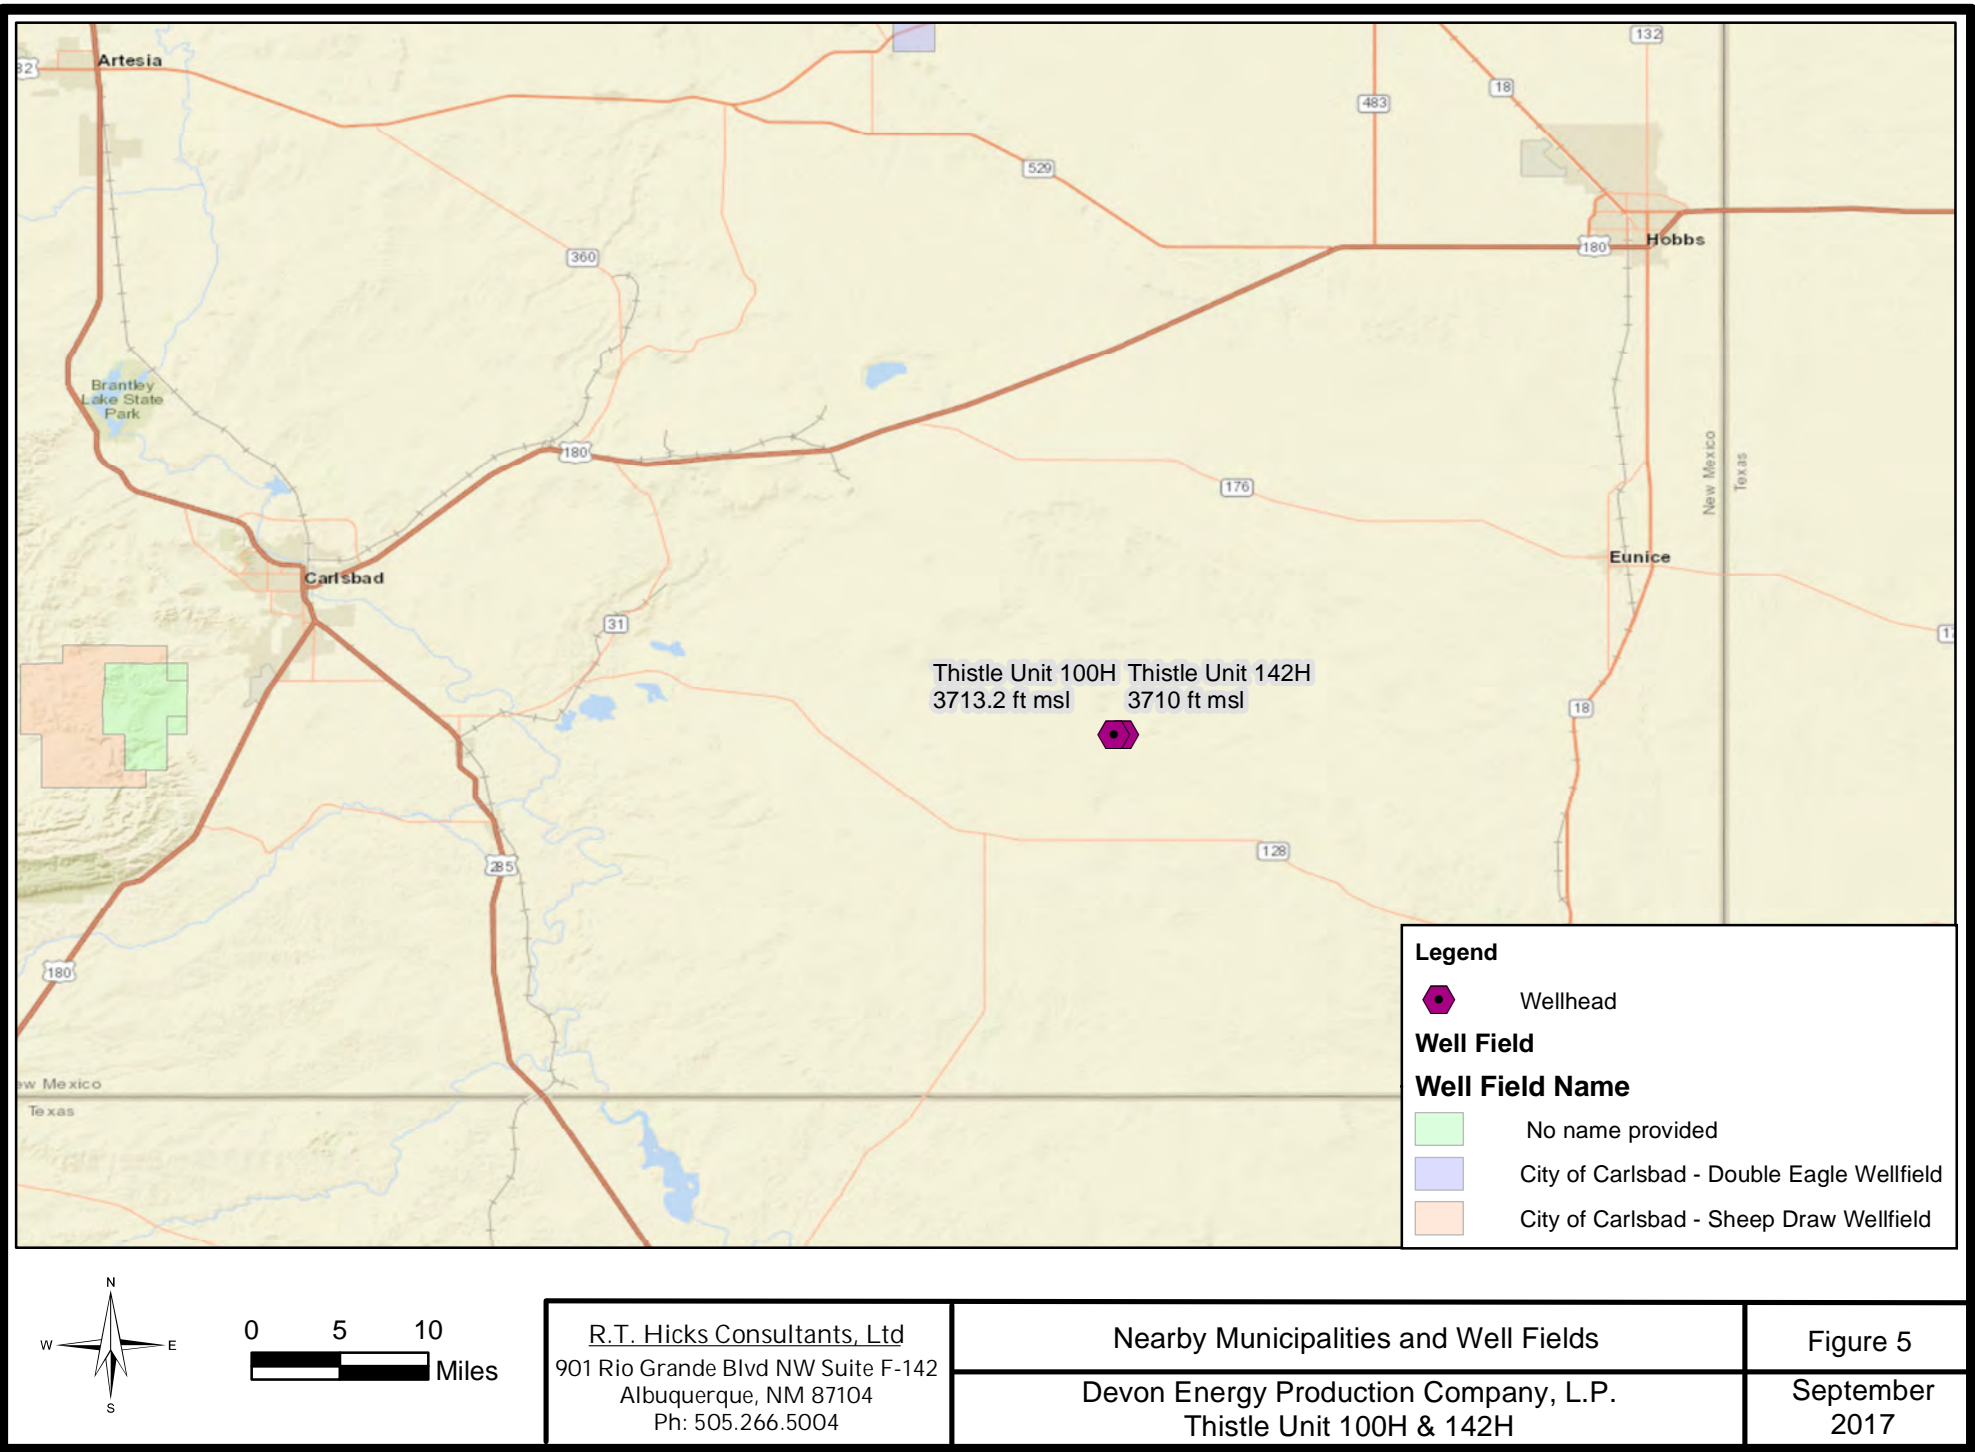 Artesia
82
132
18
483
529
360
180
Hobbs
Brantley
Lake State
Park
180
176
New Mexico
Texas
Eunice
Carlsbad
31
17
Thistle Unit 100H
3713.2 ft msl
Thistle Unit 142H
3710 ft msl
18
128
285
180
ew Mexico
Texas
Legend
Wellhead
Well Field
Well Field Name
No name provided
City of Carlsbad - Double Eagle Wellfield
City of Carlsbad - Sheep Draw Wellfield
N
W E
S
0 5 10
Miles
R.T. Hicks Consultants, Ltd
901 Rio Grande Blvd NW Suite F-142
Albuquerque, NM 87104
Ph: 505.266.5004
Nearby Municipalities and Well Fields
Devon Energy Production Company, L.P.
Thistle Unit 100H & 142H
Figure 5
September
2017